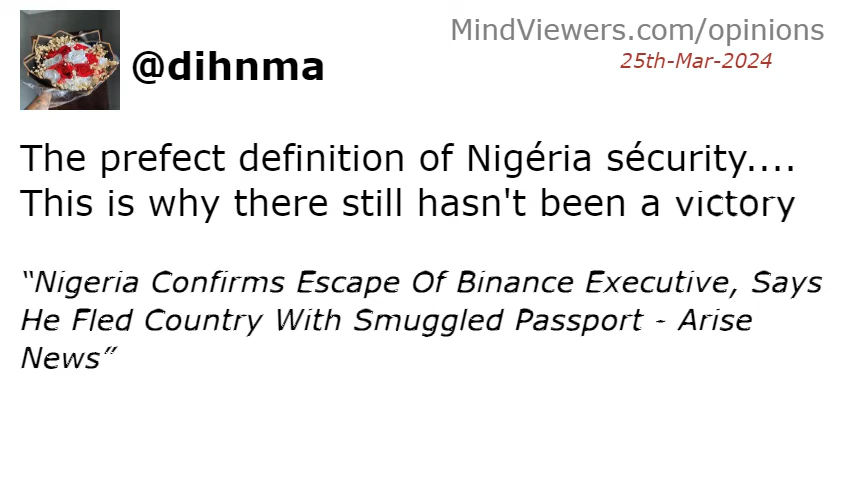 MindViewers.com/opinions
25th-Mar-2024
@dihnma
The prefect definition of Nigéria sécurity....
This is why there still hasn't been a victory
“Nigeria Confirms Escape Of Binance Executive, Says
He Fled Country With Smuggled Passport - Arise
News”